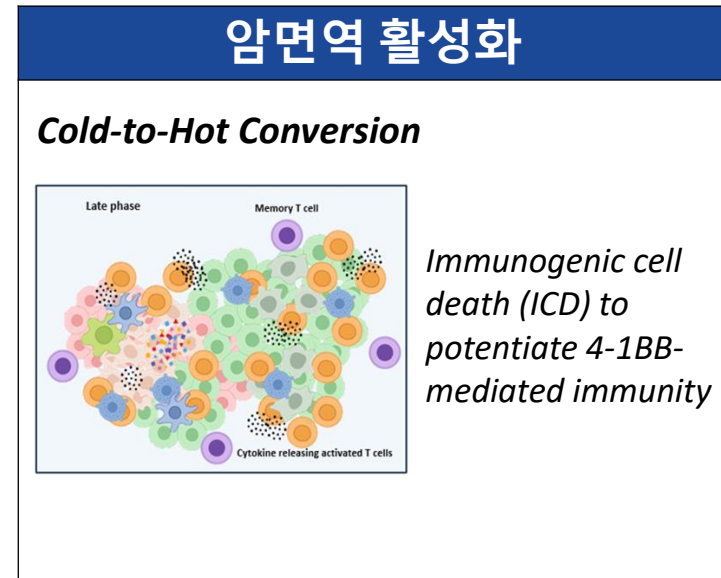 암면역 활성화
Cold-to-Hot Conversion
Late phase
Memory T cell
Cytokine releasing activated T cells
Immunogenic cell
death (ICD) to
potentiate 4-1BB-
mediated immunity